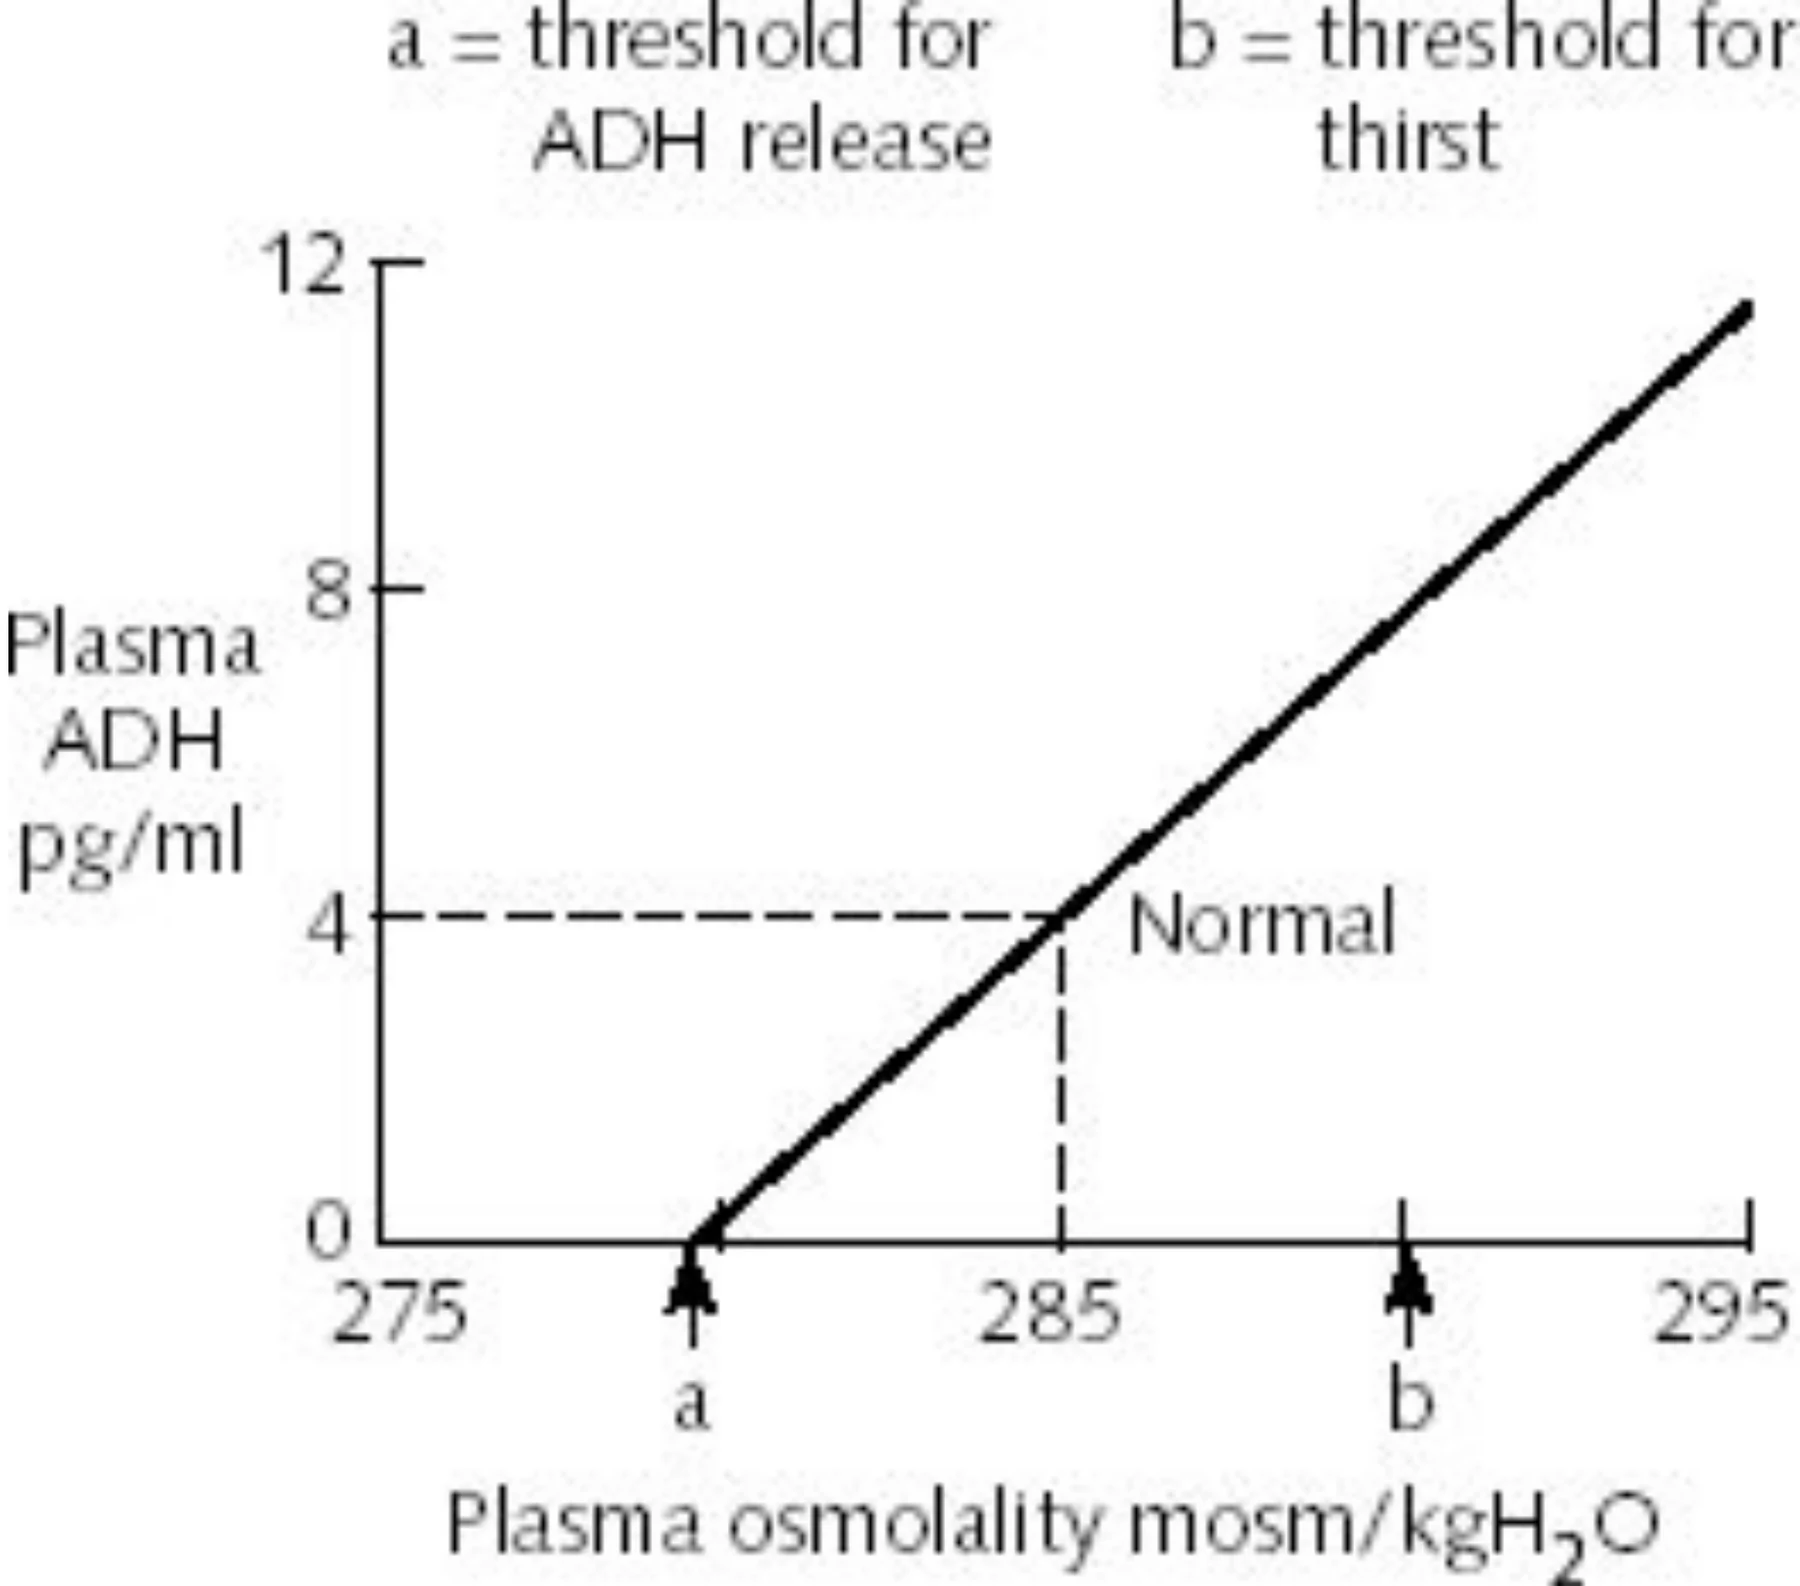 a = threshold for ADH release
b = threshold for thirst
12
8
Plasma ADH pg/ml
4
Normal
0
275
285
295
a
b
Plasma osmolality mosm/kgH₂O